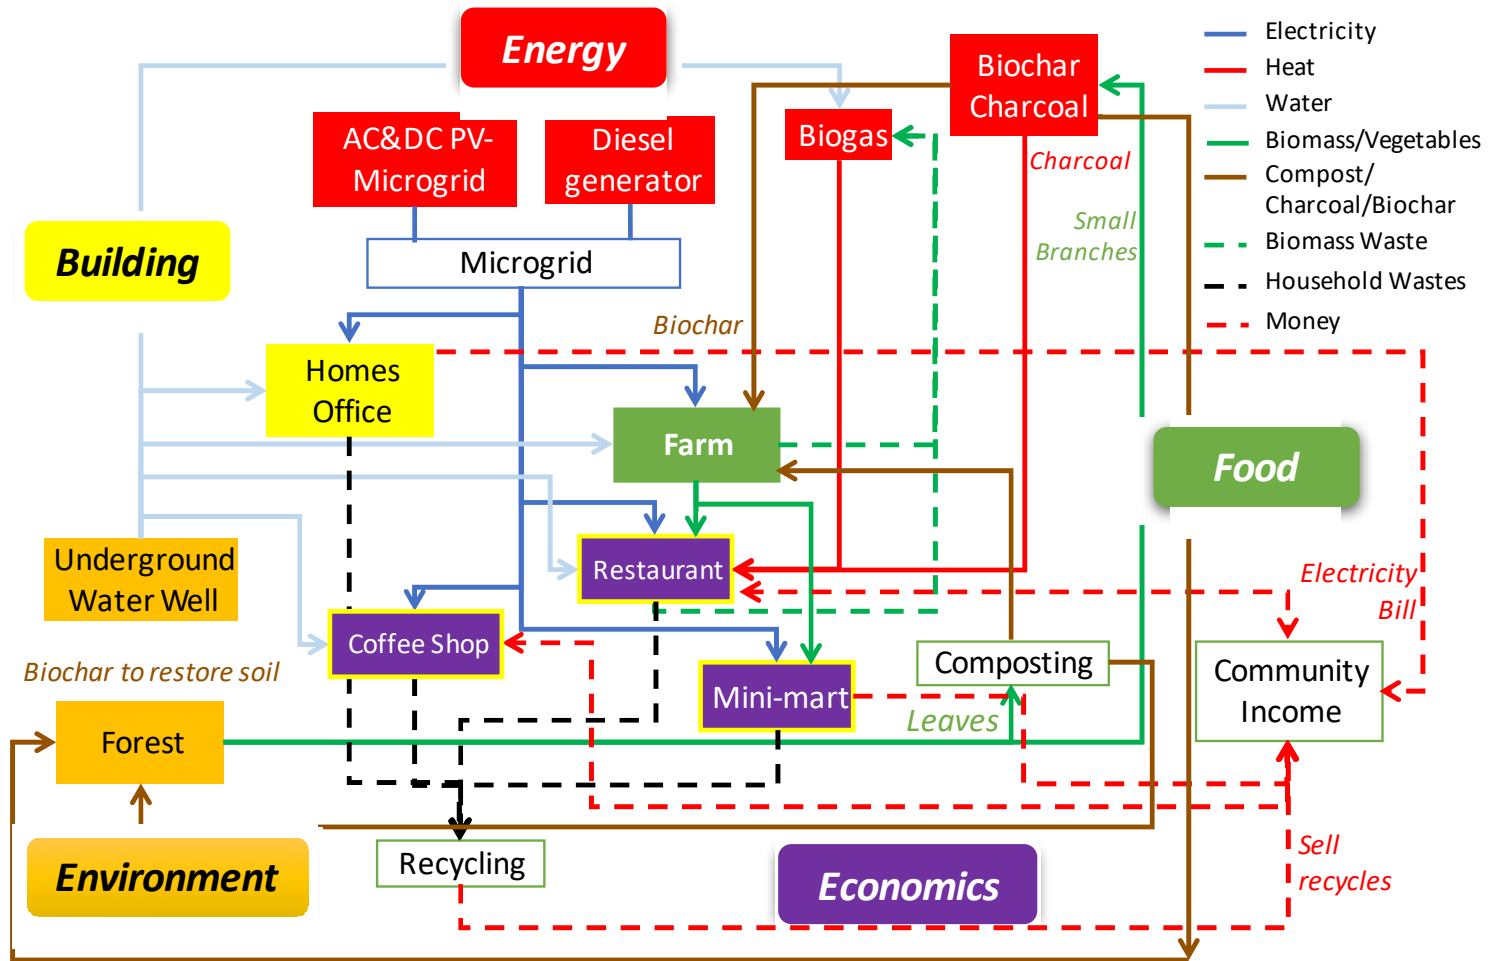 Energy
Biochar
Charcoal
Electricity
Heat
Water
Biomass/Vegetables
Compost/
Charcoal/Biochar
Biomass Waste
Household Wastes
Money
AC&DC PV-
Microgrid
Diesel
generator
Biogas
Charcoal
Small
Branches
Building
Microgrid
Biochar
Homes
Office
Farm
Food
Underground
Water Well
Restaurant
Electricity
Bill
Coffee Shop
Composting
Community
Income
Biochar to restore soil
Mini-mart
Leaves
Forest
Environment
Recycling
Economics
Sell
recycles